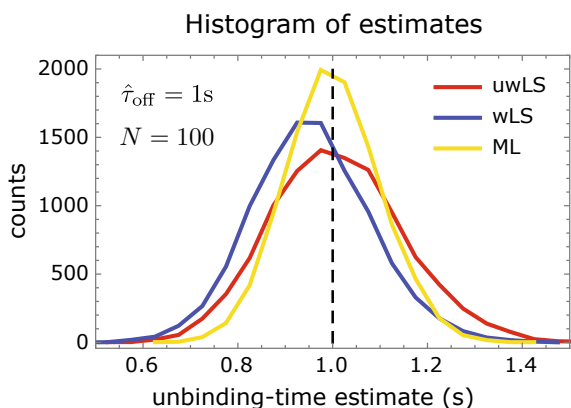 Histogram of estimates
2000
1500
1000
500
0
counts
τ̂off = 1s
N = 100
uwLS
wLS
ML
0.6 0.8 1.0 1.2 1.4
unbinding-time estimate (s)